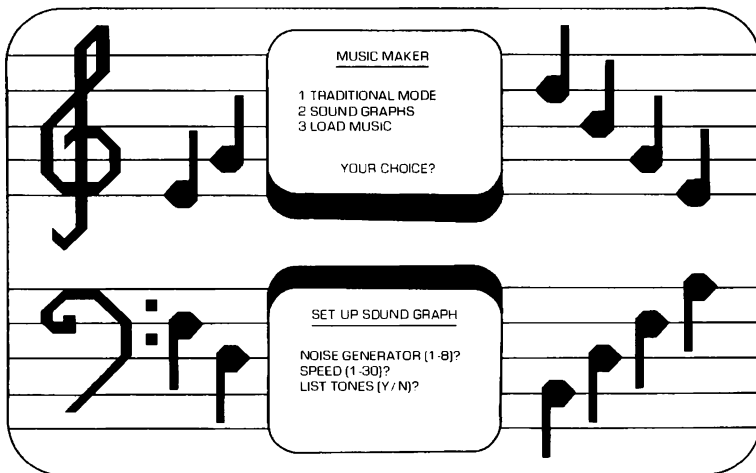 MUSIC MAKER
1 TRADITIONAL MODE
2 SOUND GRAPHS
3 LOAD MUSIC
YOUR CHOICE?
SET UP SOUND GRAPH
NOISE GENERATOR (1-8)?
SPEED (1-30)?
LIST TONES (Y/N)?